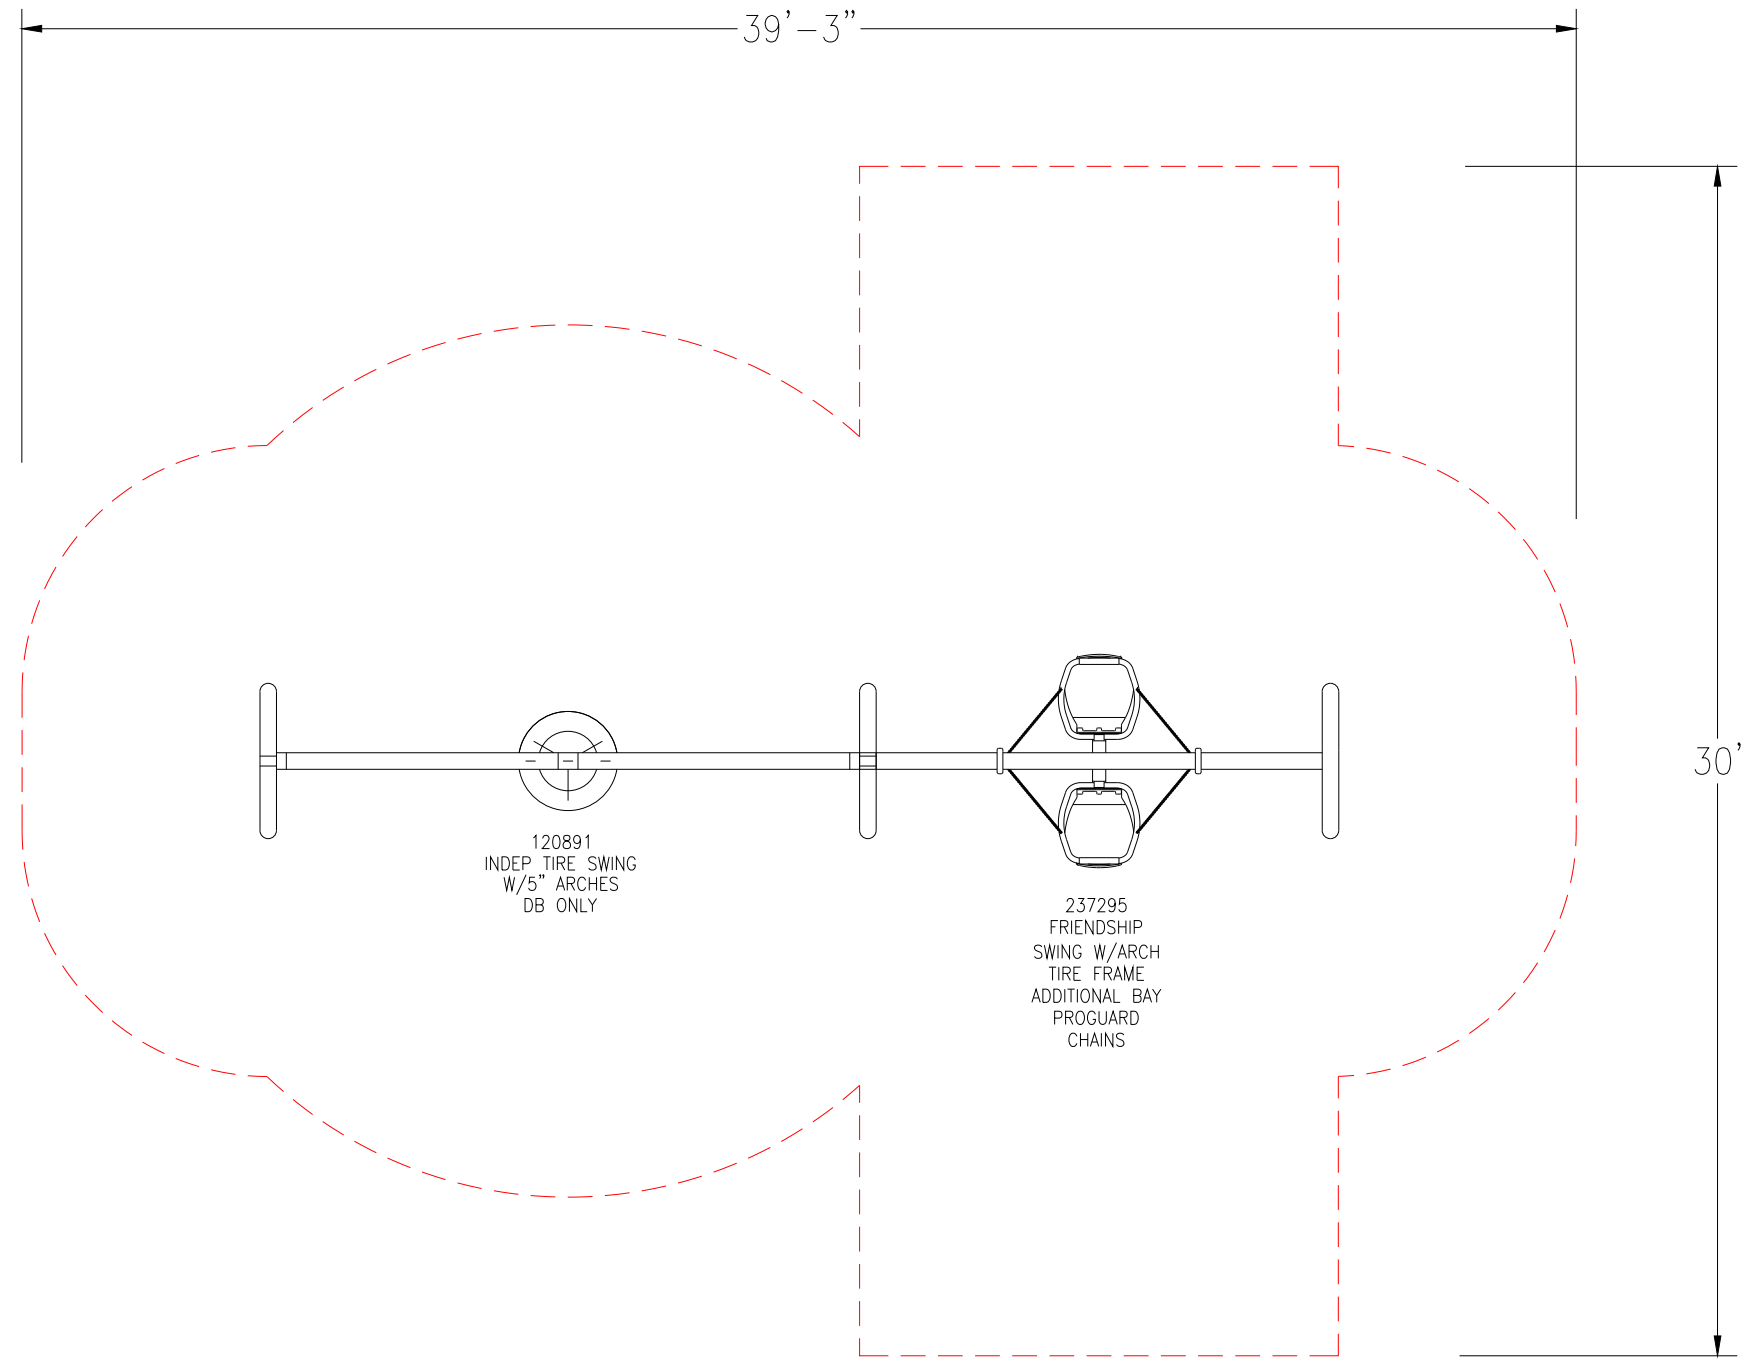 39'-3"
30'
120891
INDEP TIRE SWING
W/5" ARCHES
DB ONLY
237295
FRIENDSHIP
SWING W/ARCH
TIRE FRAME
ADDITIONAL BAY
PROGUARD
CHAINS